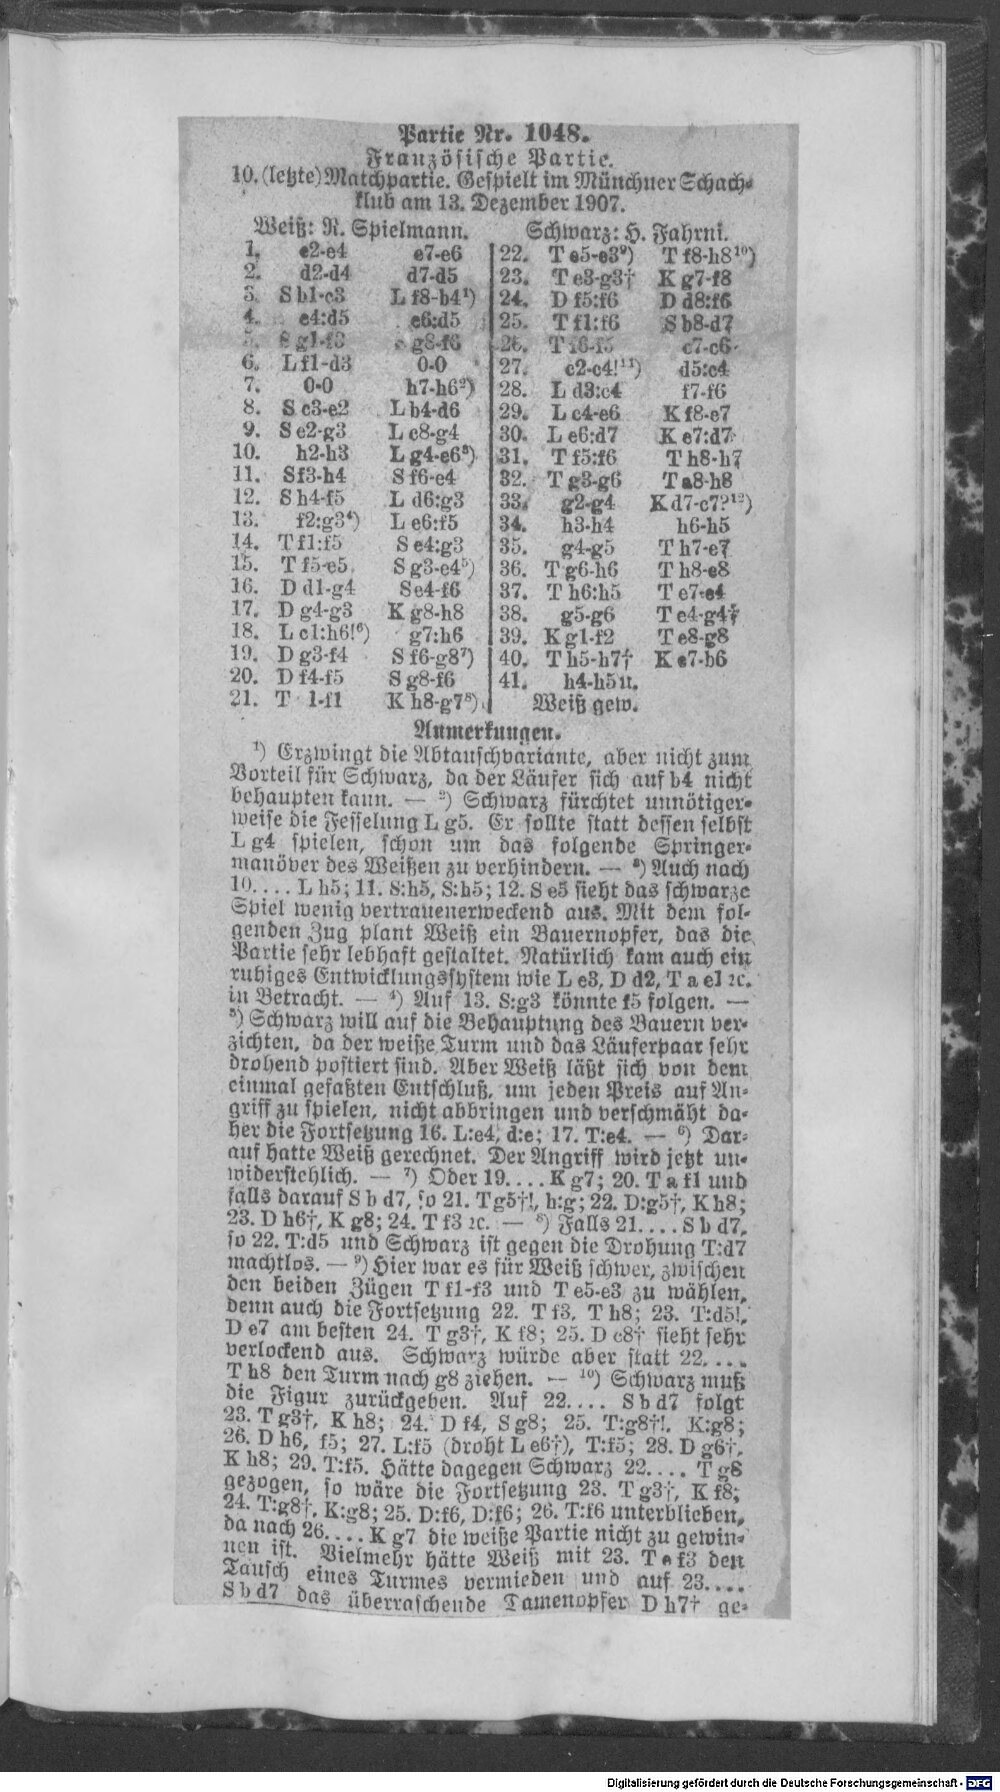 Partie Nr. 1048.
Französische Partie.
10. (letzte) Matchpartie. Gespielt im Münchner Schach-
klub am 13. Dezember 1907.
Weiß: R. Spielmann. Schwarz: H. Fahrni.
1. e2-e4 e7-e6
2. d2-d4 d7-d5
3. S b1-c3 L f8-b4¹)
4. e4:d5 e6:d5
5. S g1-f3 g8-f6
6. L f1-d3 0-0
7. 0-0 h7-h6²)
8. S c3-e2 L b4-d6
9. S e2-g3 L c8-g4
10. h2-h3 L g4-e6³)
11. S f3-h4 S f6-e4
12. S h4-f5 L d6:g3
13. f2:g3⁴) L e6:f5
14. T f1:f5 S e4:g3
15. T f5-e5 S g3-e4⁵)
16. D d1-g4 S e4-f6
17. D g4-g3 K g8-h8
18. L c1:h6!⁶) g7:h6
19. D g3-f4 S f6-g8⁷)
20. D f4-f5 S g8-f6
21. T 1-f1 K h8-g7⁸)
22. T e5-e3⁹) T f8-h8¹⁰)
23. T e3-g3† K g7-f8
24. D f5:f6 D d8:f6
25. T f1:f6 S b8-d7
26. T f6-f5 c7-c6
27. c2-c4!¹¹) d5:c4
28. L d3:c4 f7-f6
29. L c4-e6 K f8-e7
30. L e6:d7 K e7:d7
31. T f5:f6 T h8-h7
32. T g3-g6 T a8-h8
33. g2-g4 K d7-c7?¹²)
34. h3-h4 h6-h5
35. g4-g5 T h7-e7
36. T g6-h6 T h8-e8
37. T h6:h5 T e7-e4
38. g5-g6 T e4-g4†
39. K g1-f2 T e8-g8
40. T h5-h7† K c7-b6
41. h4-h5 u.
Weiß gew.
Anmerkungen.
¹) Erzwingt die Abtauschvariante, aber nicht zum
Vorteil für Schwarz, da der Läufer sich auf b4 nicht
behaupten kann. — ²) Schwarz fürchtet unnötiger-
weise die Fesselung L g5. Er sollte statt dessen selbst
L g4 spielen, schon um das folgende Springer-
manöver des Weißen zu verhindern. — ³) Auch nach
10.... L h5; 11. S:h5, S:h5; 12. S e5 sieht das schwarze
Spiel wenig vertrauenerweckend aus. Mit dem fol-
genden Zug plant Weiß ein Bauernopfer, das die
Partie sehr lebhaft gestaltet. Natürlich kam auch ein
ruhiges Entwicklungssystem wie L e3, D d2, T a e1 ꝛc.
in Betracht. — ⁴) Auf 13. S:g3 könnte f5 folgen. —
⁵) Schwarz will auf die Behauptung des Bauern ver-
zichten, da der weiße Turm und das Läuferpaar sehr
drohend postiert sind. Aber Weiß läßt sich von dem
einmal gefaßten Entschluß, um jeden Preis auf An-
griff zu spielen, nicht abbringen und verschmäht da-
her die Fortsetzung 16. L:e4, d:e; 17. T:e4. — ⁶) Dar-
auf hatte Weiß gerechnet. Der Angriff wird jetzt un-
widerstehlich. — ⁷) Oder 19.... K g7; 20. T a f1 und
falls darauf S b d7, so 21. T g5†!, h:g; 22. D:g5†, K h8;
23. D h6†, K g8; 24. T f3 ꝛc. — ⁸) Falls 21.... S b d7,
so 22. T:d5 und Schwarz ist gegen die Drohung T:d7
machtlos. — ⁹) Hier war es für Weiß schwer, zwischen
den beiden Zügen T f1-f3 und T e5-e3 zu wählen,
denn auch die Fortsetzung 22. T f3, T h8; 23. T:d5!,
D e7 am besten 24. T g3†, K f8; 25. D c8† sieht sehr
verlockend aus. Schwarz würde aber statt 22....
T h8 den Turm nach g8 ziehen. — ¹⁰) Schwarz muß
die Figur zurückgeben. Auf 22.... S b d7 folgt
23. T g3†, K h8; 24. D f4, S g8; 25. T:g8†!, K:g8;
26. D h6, f5; 27. L:f5 (droht L e6†), T:f5; 28. D g6†,
K h8; 29. T:f5. Hätte dagegen Schwarz 22.... T g8
gezogen, so wäre die Fortsetzung 23. T g3†, K f8;
24. T:g8†, K:g8; 25. D:f6, D:f6; 26. T:f6 unterblieben,
da nach 26.... K g7 die weiße Partie nicht zu gewin-
nen ist. Vielmehr hätte Weiß mit 23. T e f3 den
Tausch eines Turmes vermieden und auf 23....
S b d7 das überraschende Damenopfer D h7† ge-
Digitalisierung gefördert durch die Deutsche Forschungsgemeinschaft - DFG